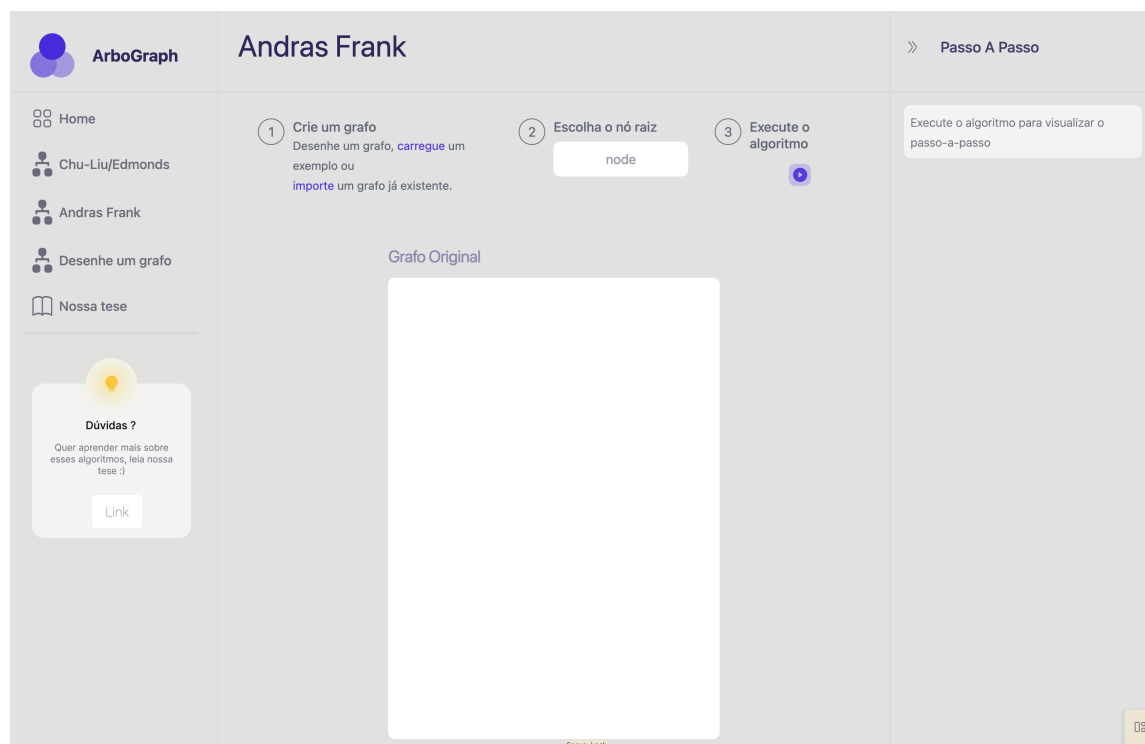 ArboGraph
Home
Chu-Liu/Edmonds
Andras Frank
Desenhe um grafo
Nossa tese
Dúvidas ?
Quer aprender mais sobre
esses algoritmos, leia nossa
tese :)
Link
Andras Frank
1
Crie um grafo
Desenhe um grafo, carregue um
exemplo ou
importe um grafo já existente.
2
Escolha o nó raiz
node
3
Execute o
algoritmo
Grafo Original
Passo A Passo
Execute o algoritmo para visualizar o
passo-a-passo